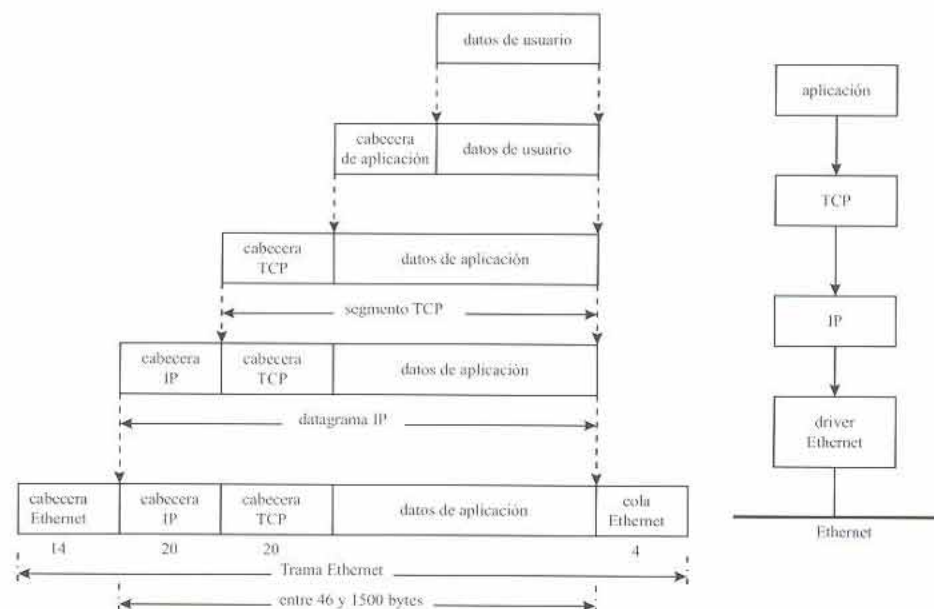 datos de usuario
cabecera
de aplicación
datos de usuario
cabecera
TCP
datos de aplicación
segmento TCP
cabecera
IP
cabecera
TCP
datos de aplicación
datagrama IP
cabecera
Ethernet
cabecera
IP
cabecera
TCP
datos de aplicación
cola
Ethernet
14
20
20
4
Trama Ethernet
entre 46 y 1500 bytes
aplicación
TCP
IP
driver
Ethernet
Ethernet